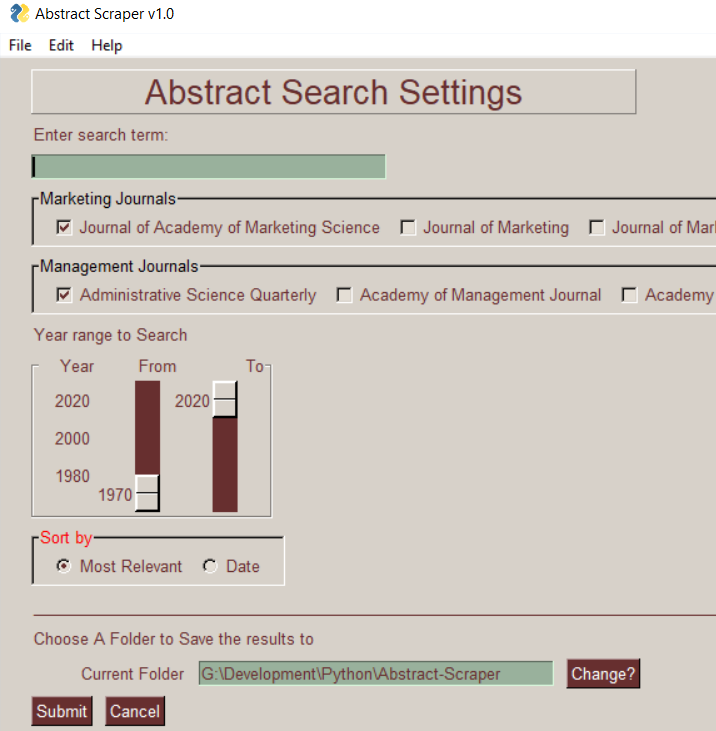 Abstract Scraper v1.0
File Edit Help
Abstract Search Settings
Enter search term:
Marketing Journals
Journal of Academy of Marketing Science Journal of Marketing Journal of Mar
Management Journals
Administrative Science Quarterly Academy of Management Journal Academy
Year range to Search
Year From To
2020 2020
2000
1980
1970
Sort by
Most Relevant Date
Choose A Folder to Save the results to
Current Folder G:\Development\Python\Abstract-Scraper Change?
Submit Cancel